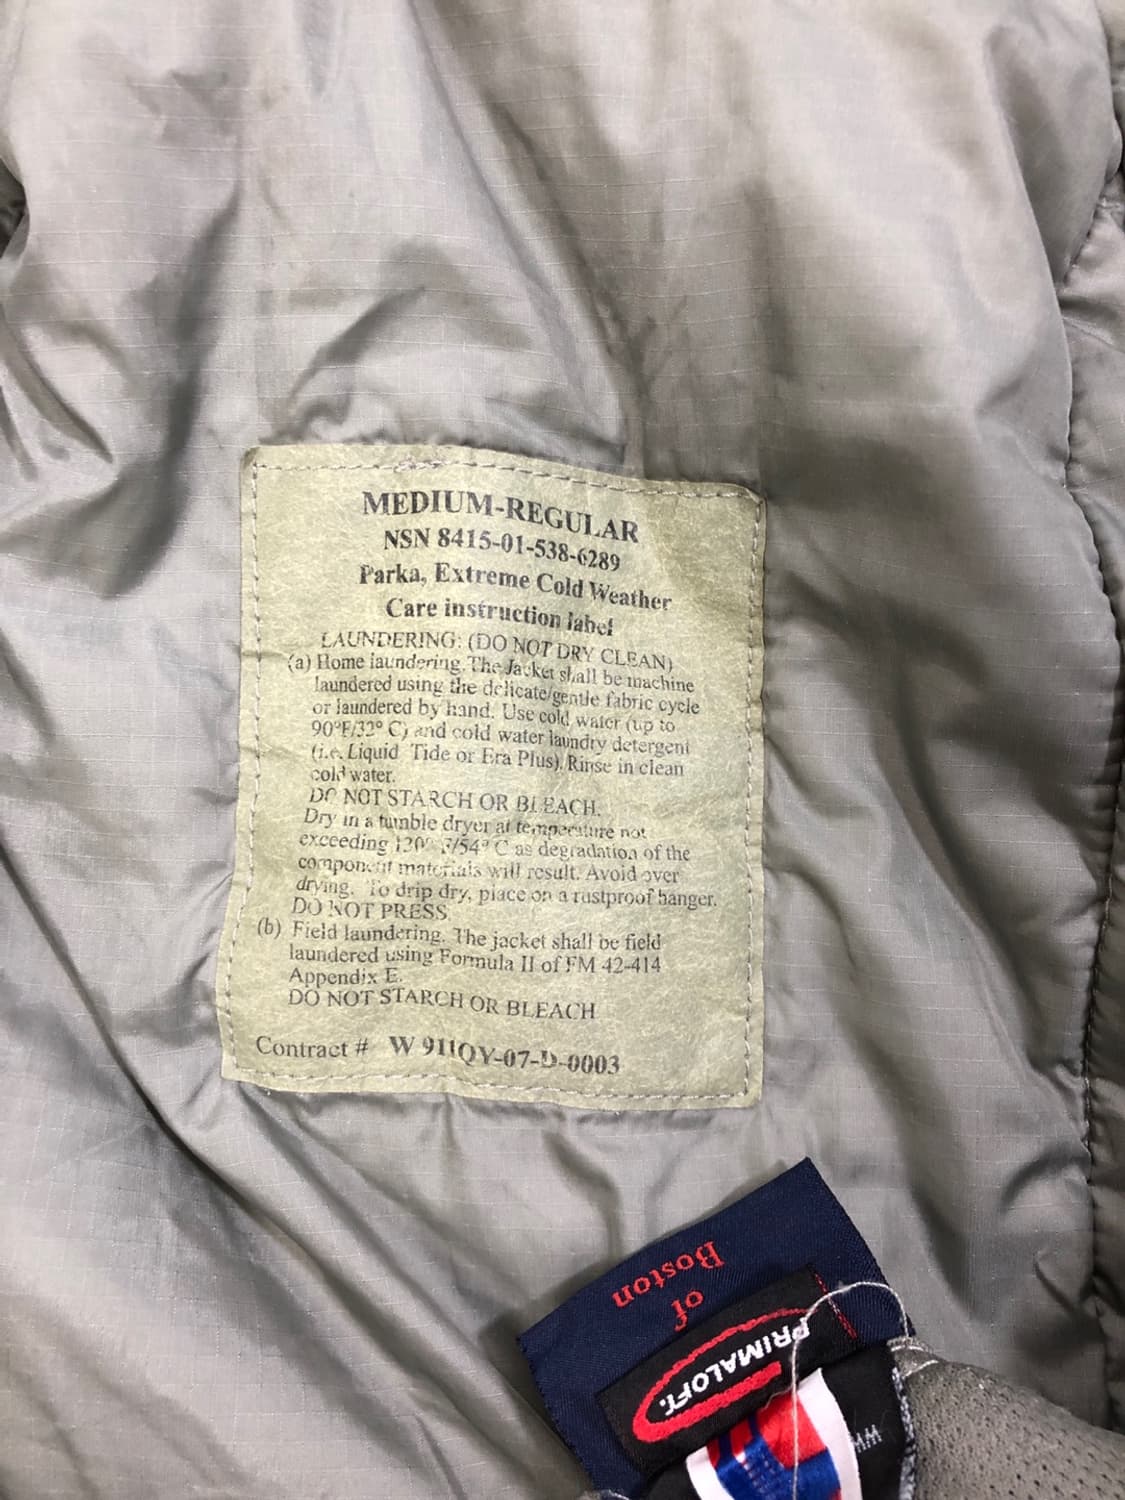 MEDIUM-REGULAR
NSN 8415-01-538-6289
Parka, Extreme Cold Weather
Care instruction label
LAUNDERING: (DO NOT DRY CLEAN)
(a) Home laundering. The Jacket shall be machine
laundered using the delicate/gentle fabric cycle
or laundered by hand. Use cold water (up to
90°F/32° C) and cold water laundry detergent
(i.e. Liquid Tide or Era Plus). Rinse in clean
cold water.
DO NOT STARCH OR BLEACH.
Dry in a tumble dryer at temperature not
exceeding 120° F/54° C as degradation of the
component materials will result. Avoid over
drying. To drip dry, place on a rustproof hanger.
DO NOT PRESS.
(b) Field laundering. The jacket shall be field
laundered using Formula II of FM 42-414
Appendix E.
DO NOT STARCH OR BLEACH
Contract # W 911QY-07-D-0003
of
Boston
PRIMALOFT.